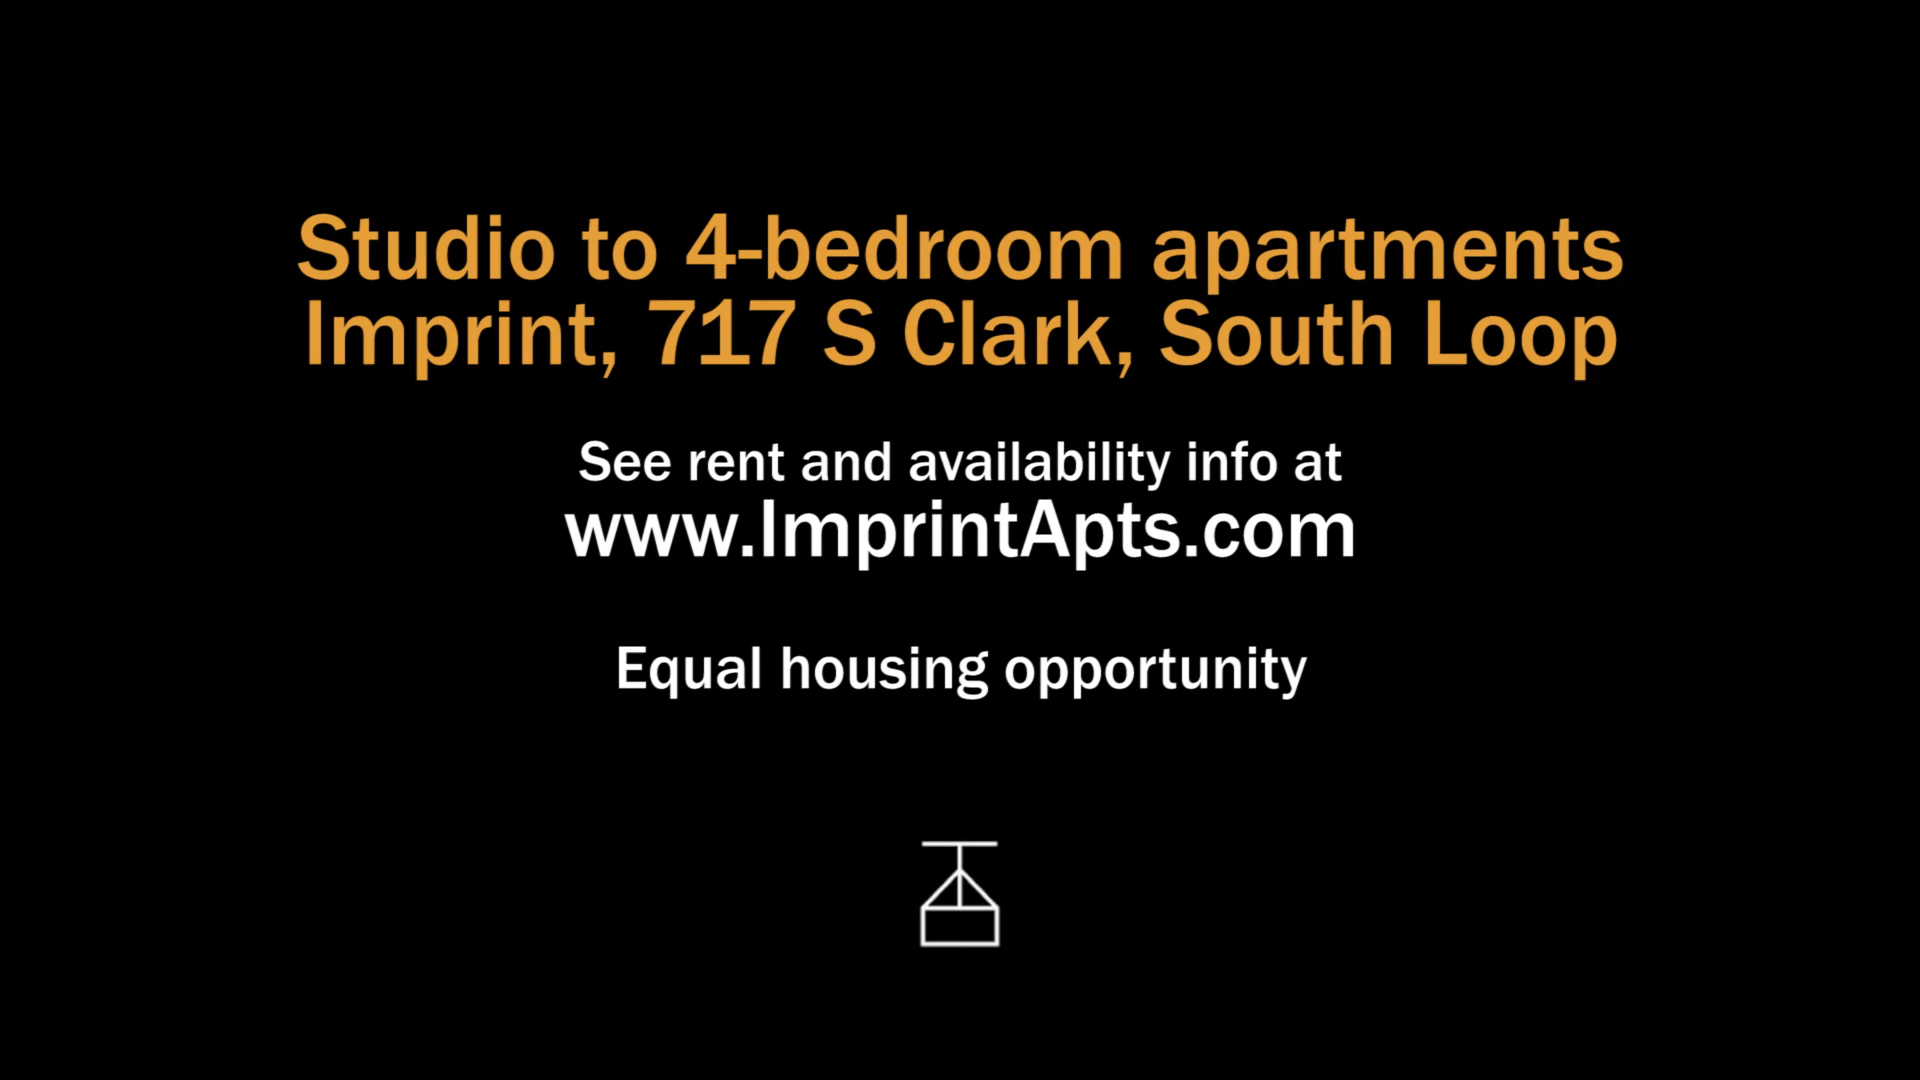 Studio to 4-bedroom apartments
Imprint, 717 S Clark, South Loop
See rent and availability info at
www.ImprintApts.com
Equal housing opportunity